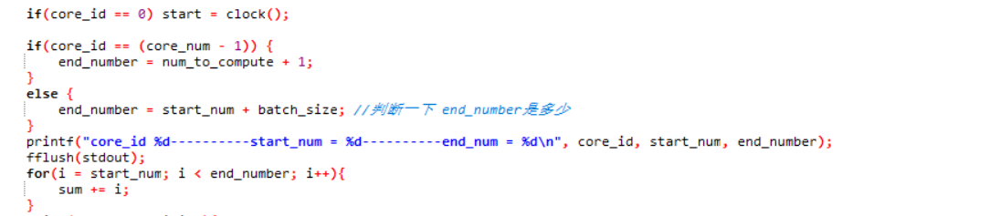 if(core_id == 0) start = clock();
if(core_id == (core_num - 1)) {
end_number = num_to_compute + 1;
}
else {
end_number = start_num + batch_size; //判断一下 end_number是多少
}
printf("core_id %d----------start_num = %d----------end_num = %d\n", core_id, start_num, end_number);
fflush(stdout);
for(i = start_num; i < end_number; i++){
sum += i;
}